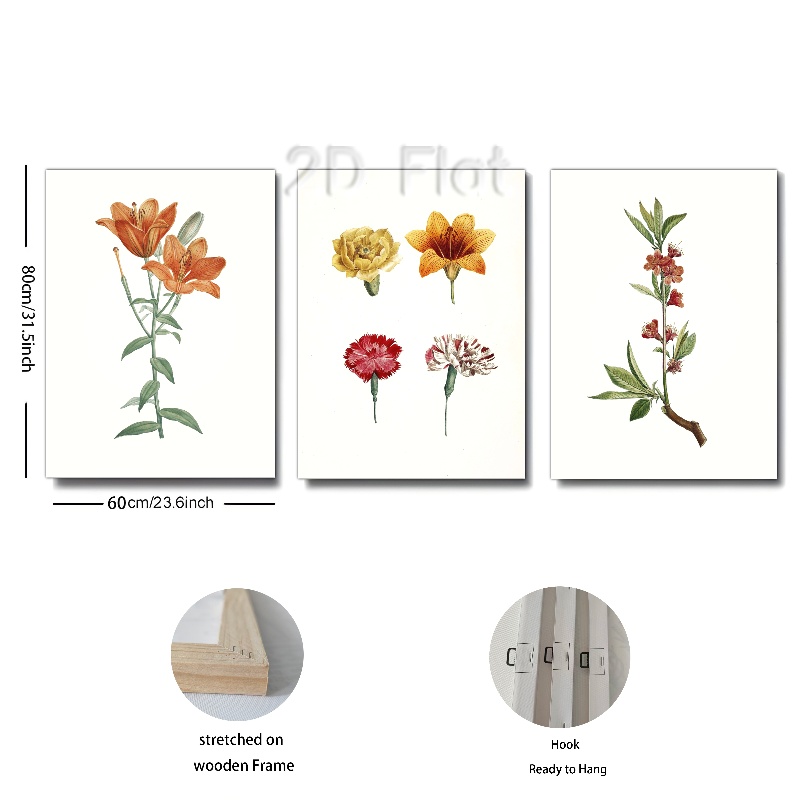 2D Flat
80cm/31.5inch
60cm/23.6inch
stretched on
wooden Frame
Hook
Ready to Hang